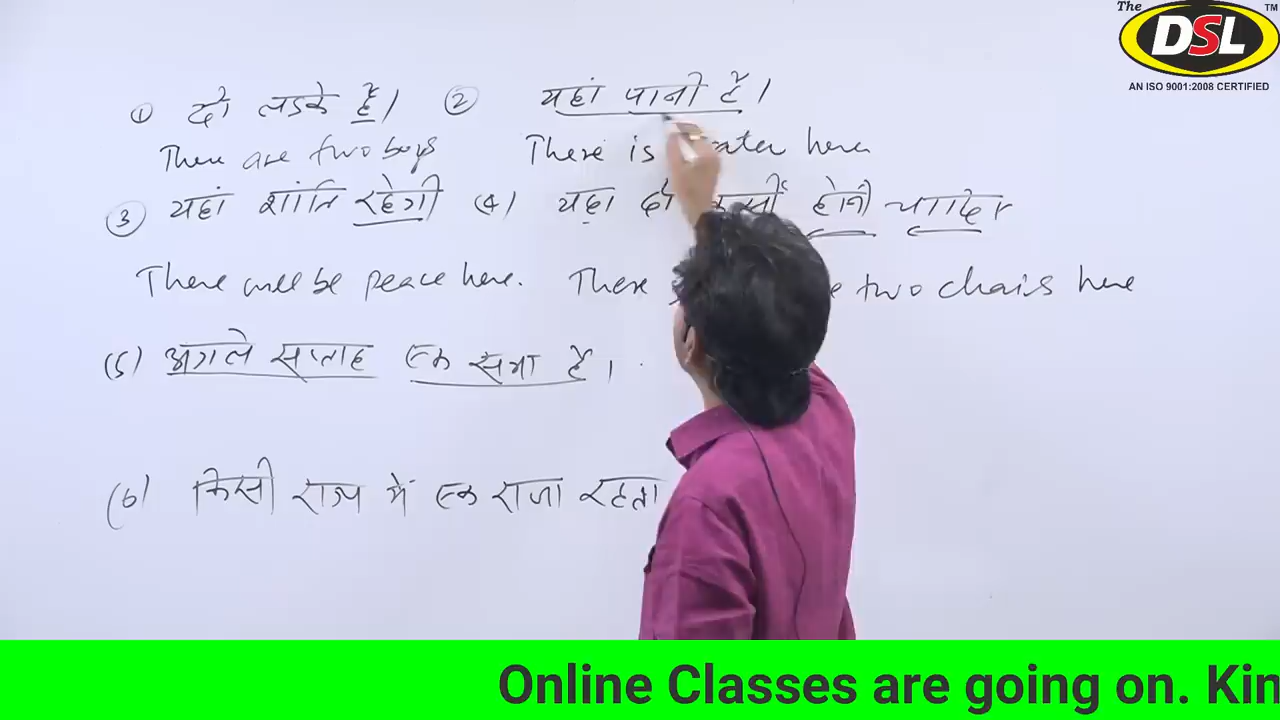 The
TM
DSL
AN ISO 9001:2008 CERTIFIED
① दो लडके हैं। ② यहां पानी है।
There are two boys There is water here
③ यहां शांति रहेगी (4) यहा दो होनी चाहिए
There will be peace here. There two chairs here
(5) अगले सप्ताह एक सभा है।
(6) किसी राज्य में एक राजा रहता
Online Classes are going on. Kin